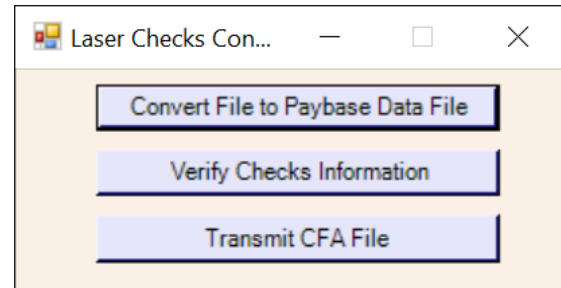 Laser Checks Con...
Convert File to Paybase Data File
Verify Checks Information
Transmit CFA File